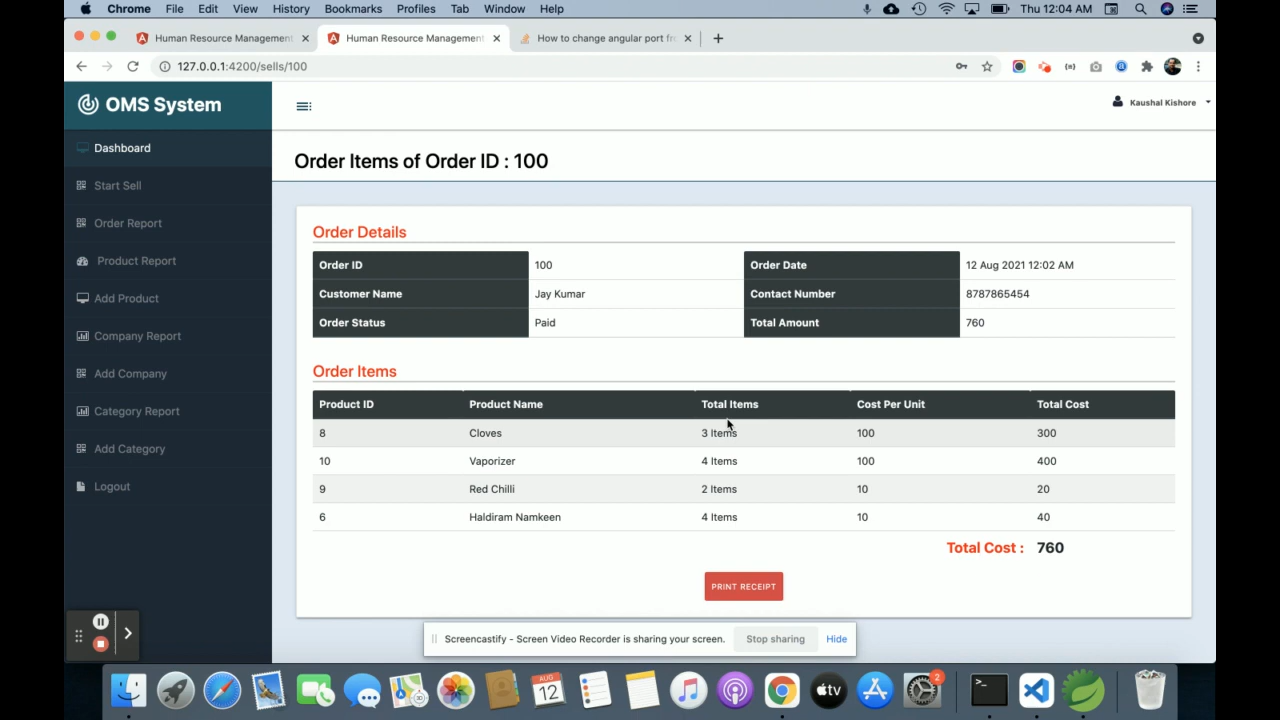 Chrome File Edit View History Bookmarks Profiles Tab Window Help Thu 12:04 AM
Human Resource Management Human Resource Management How to change angular port fr
127.0.0.1:4200/sells/100
OMS System
Kaushal Kishore
Dashboard
Start Sell
Order Report
Product Report
Add Product
Company Report
Add Company
Category Report
Add Category
Logout
Order Items of Order ID : 100
Order Details
Order ID 100 Order Date 12 Aug 2021 12:02 AM
Customer Name Jay Kumar Contact Number 8787865454
Order Status Paid Total Amount 760
Order Items
Product ID Product Name Total Items Cost Per Unit Total Cost
8 Cloves 3 Items 100 300
10 Vaporizer 4 Items 100 400
9 Red Chilli 2 Items 10 20
6 Haldiram Namkeen 4 Items 10 40
Total Cost : 760
PRINT RECEIPT
Screencastify - Screen Video Recorder is sharing your screen. Stop sharing Hide
AUG
12
tv
2